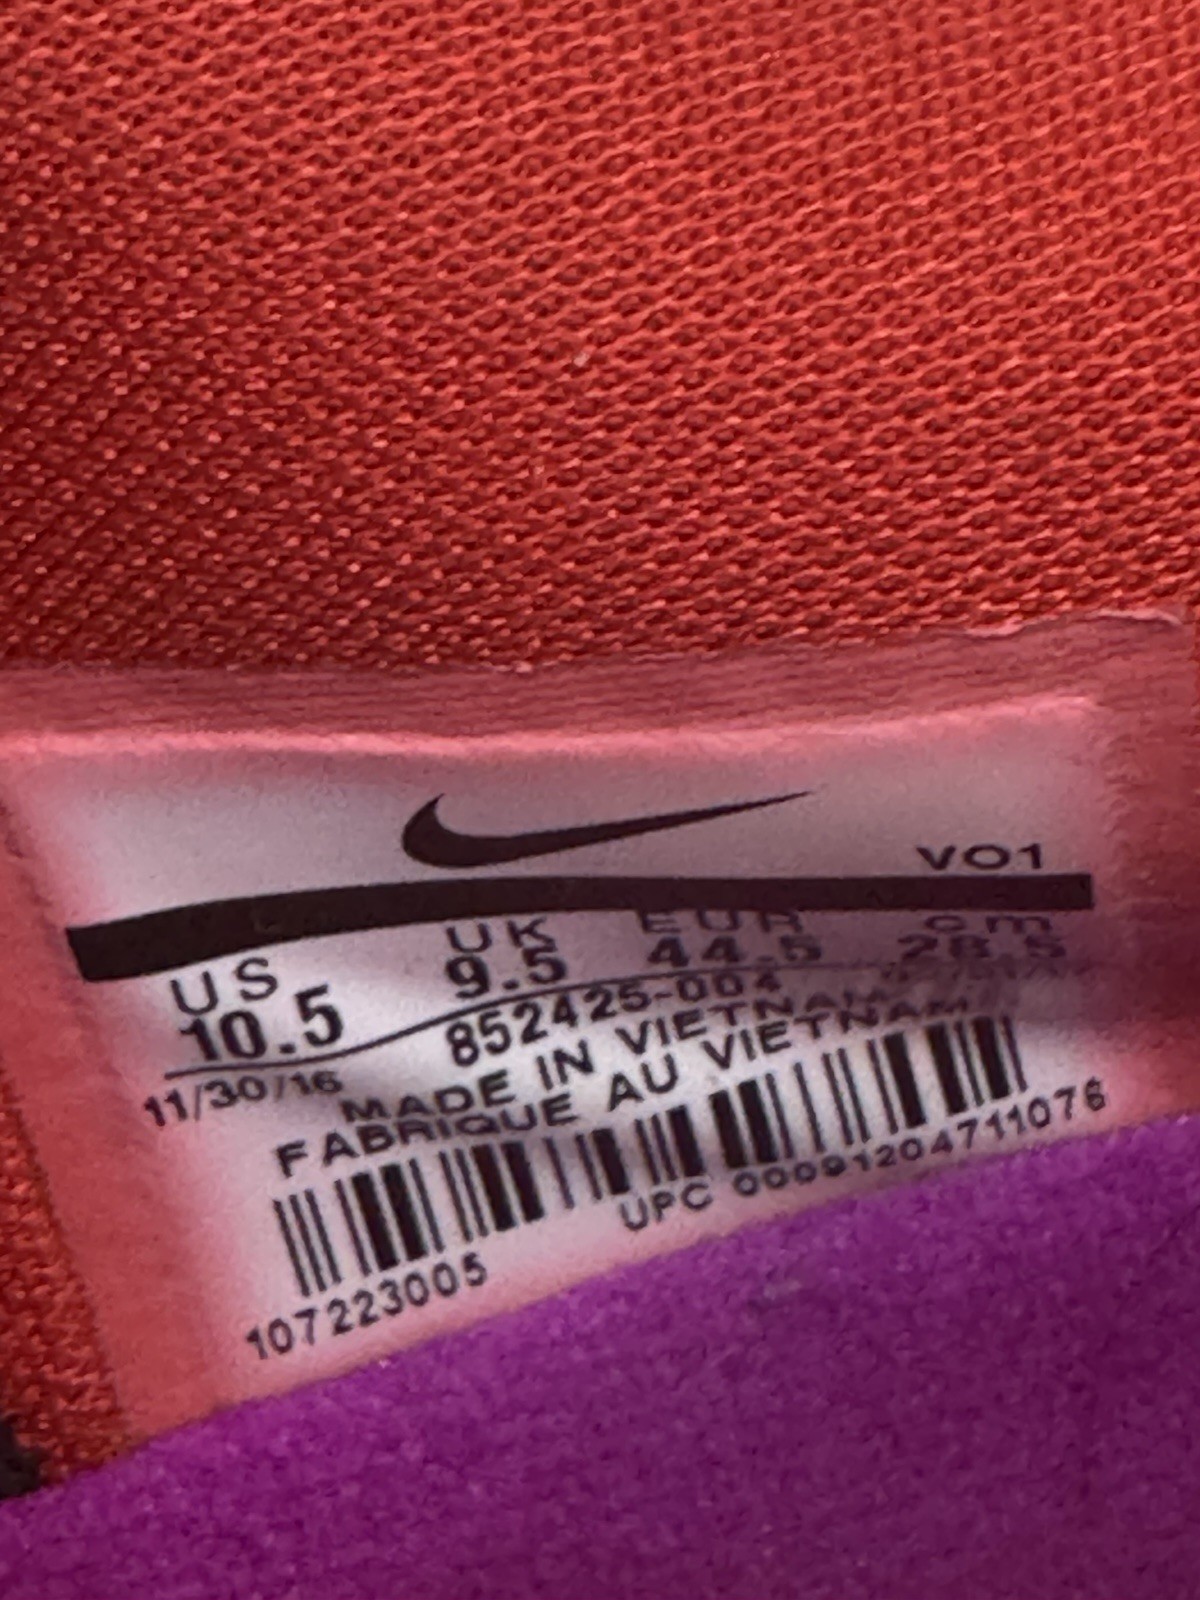 VO1
US UK EUR cm
10.5 9.5 44.5 28.5
852425-004
11/30/16
MADE IN VIETNAM
FABRIQUE AU VIETNAM
UPC 00091204711076
107223005